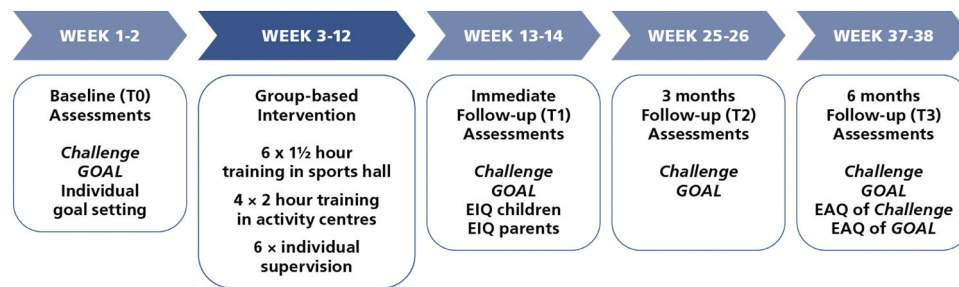 WEEK 1-2
WEEK 3-12
WEEK 13-14
WEEK 25-26
WEEK 37-38
Baseline (T0)
Assessments
Challenge
GOAL
Individual
goal setting
Group-based
Intervention
6 x 1½ hour
training in sports hall
4 × 2 hour training
in activity centres
6 × individual
supervision
Immediate
Follow-up (T1)
Assessments
Challenge
GOAL
EIQ children
EIQ parents
3 months
Follow-up (T2)
Assessments
Challenge
GOAL
6 months
Follow-up (T3)
Assessments
Challenge
GOAL
EAQ of Challenge
EAQ of GOAL